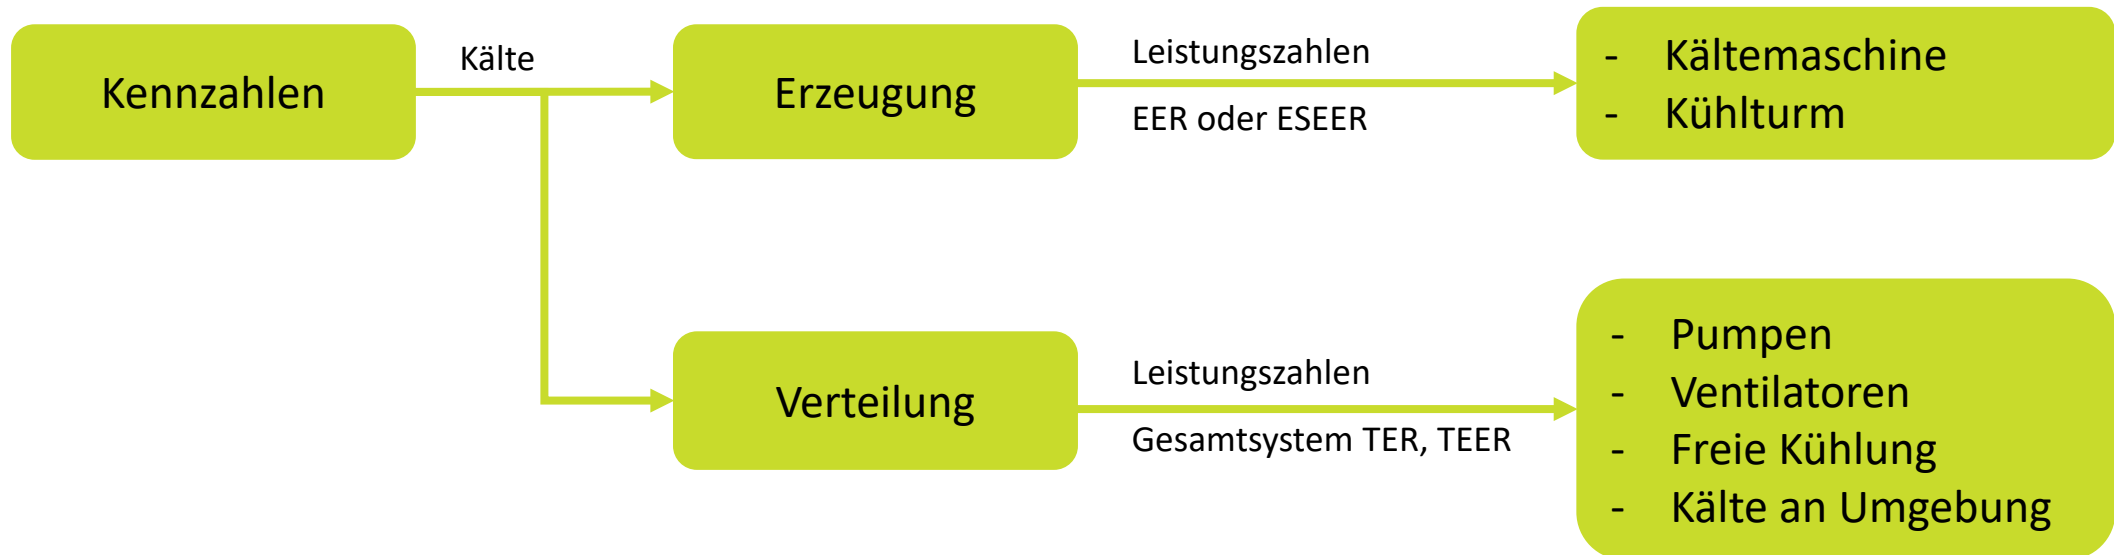 Kennzahlen
Kälte
Erzeugung
Leistungszahlen
EER oder ESEER
- Kältemaschine
- Kühlturm
Verteilung
Leistungszahlen
Gesamtsystem TER, TEER
- Pumpen
- Ventilatoren
- Freie Kühlung
- Kälte an Umgebung